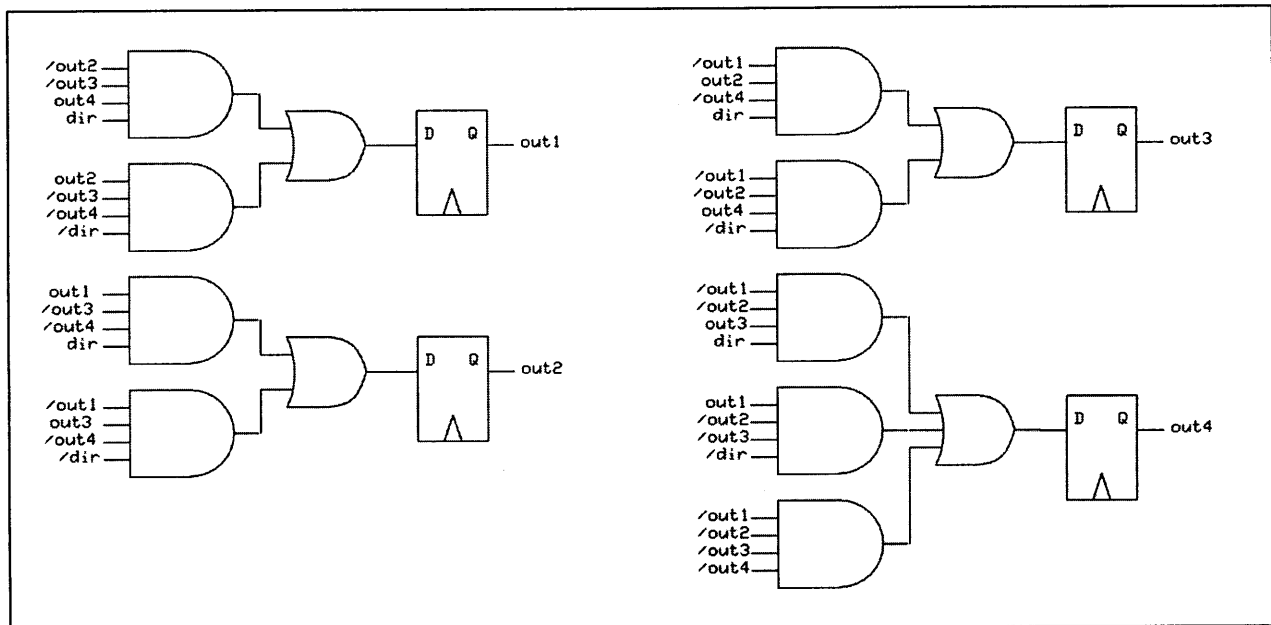 /out2
/out3
out4
dir
out2
/out3
/out4
/dir
D Q
out1
out1
/out3
/out4
dir
/out1
out3
/out4
/dir
D Q
out2
/out1
out2
/out4
dir
/out1
/out2
out4
/dir
D Q
out3
/out1
/out2
out3
dir
out1
/out2
/out3
/dir
/out1
/out2
/out3
/out4
D Q
out4